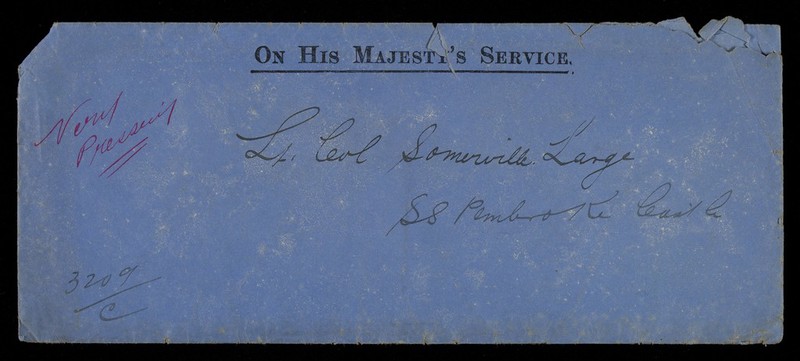 ON HIS MAJESTY'S SERVICE.
Very
Pressing
Lt. Col Somerville Large
SS Pembroke Castle
3209
C